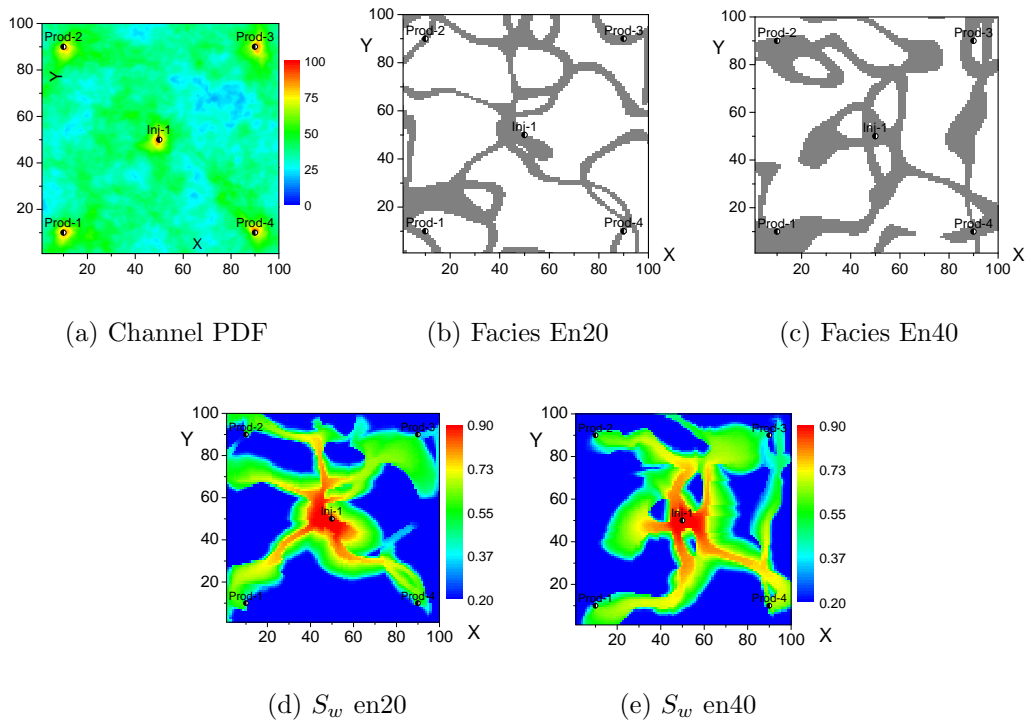 100
80
60
40
20
Y
Prod-2
Prod-3
Inj-1
Prod-1
Prod-4
X
20 40 60 80 100
100
75
50
25
0
100
80
60
40
20
Y
Prod-2
Prod-3
Inj-1
Prod-1
Prod-4
X
20 40 60 80 100
100
80
60
40
20
Y
Prod-2
Prod-3
Inj-1
Prod-1
Prod-4
X
20 40 60 80 100
(a) Channel PDF
(b) Facies En20
(c) Facies En40
100
80
60
40
20
Y
Prod-2
Prod-3
Inj-1
Prod-1
Prod-4
X
20 40 60 80 100
0.90
0.73
0.55
0.37
0.20
100
80
60
40
20
Y
Prod-2
Prod-3
Inj-1
Prod-1
Prod-4
X
20 40 60 80 100
0.90
0.73
0.55
0.37
0.20
(d) S_w en20
(e) S_w en40